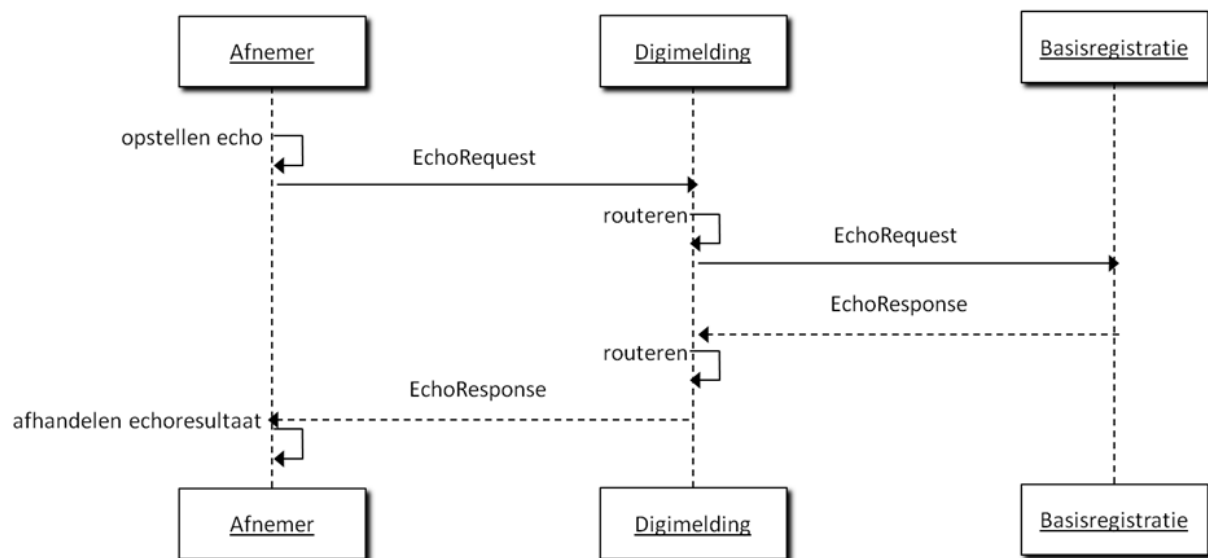 Afnemer
Digimelding
Basisregistratie
opstellen echo
EchoRequest
routeren
EchoRequest
EchoResponse
routeren
EchoResponse
afhandelen echoresultaat
Afnemer
Digimelding
Basisregistratie